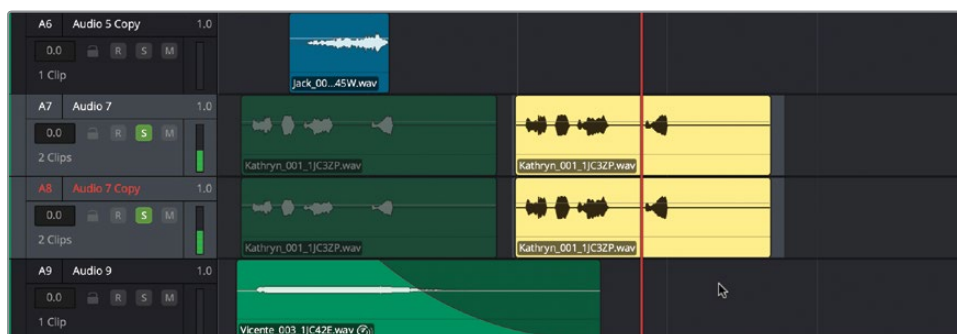 A6 Audio 5 Copy 1.0
0.0 R S M
1 Clip
Jack_00...45W.wav
A7 Audio 7 1.0
0.0 R S M
2 Clips
Kathryn_001_1JC3ZP.wav Kathryn_001_1JC3ZP.wav
A8 Audio 7 Copy 1.0
0.0 R S M
2 Clips
Kathryn_001_1JC3ZP.wav Kathryn_001_1JC3ZP.wav
A9 Audio 9 1.0
0.0 R S M
1 Clip
Vicente_003_1JC42E.wav